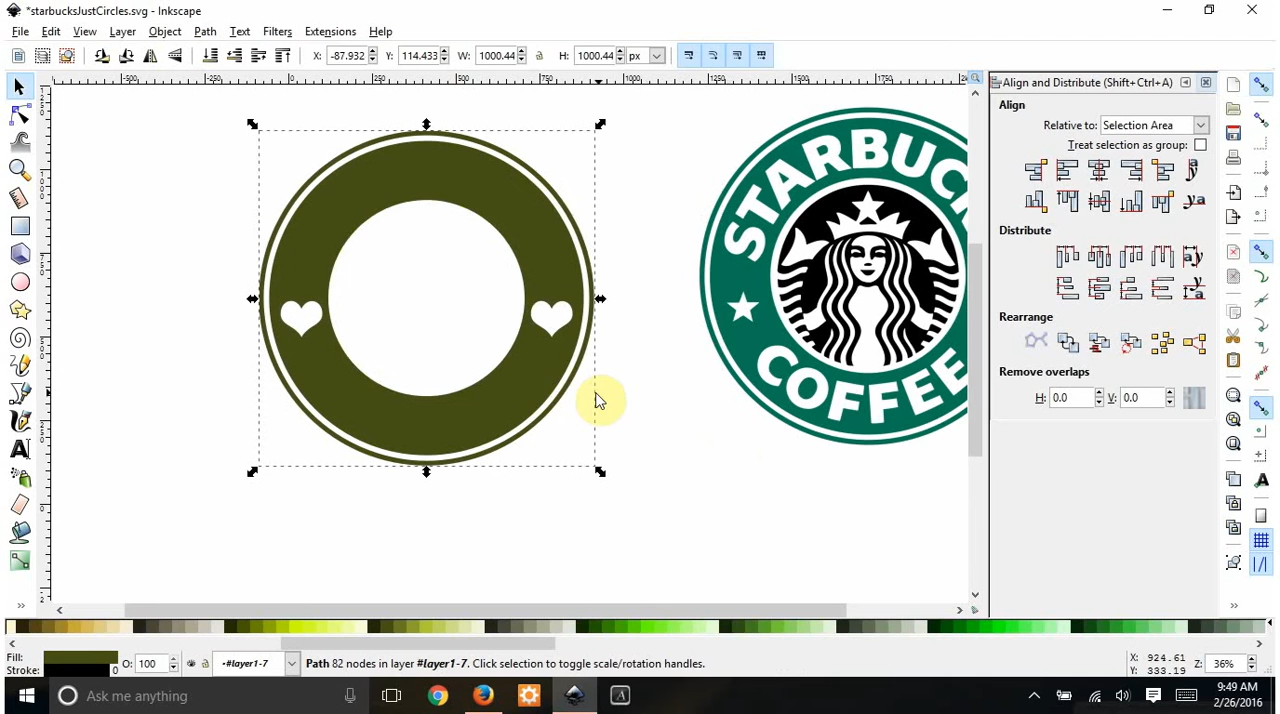 *starbucksJustCircles.svg - Inkscape
File Edit View Layer Object Path Text Filters Extensions Help
X: -87.932 Y: 114.433 W: 1000.44 H: 1000.44 px
Align and Distribute (Shift+Ctrl+A)
Align
Relative to: Selection Area
Treat selection as group:
Distribute
Rearrange
Remove overlaps
H: 0.0 V: 0.0
STARBUC
COFFEE
Fill:
Stroke: 0
O: 100
•#layer1-7
Path 82 nodes in layer #layer1-7. Click selection to toggle scale/rotation handles.
X: 924.61
Y: 333.19
Z: 36%
Ask me anything
9:49 AM
2/26/2016